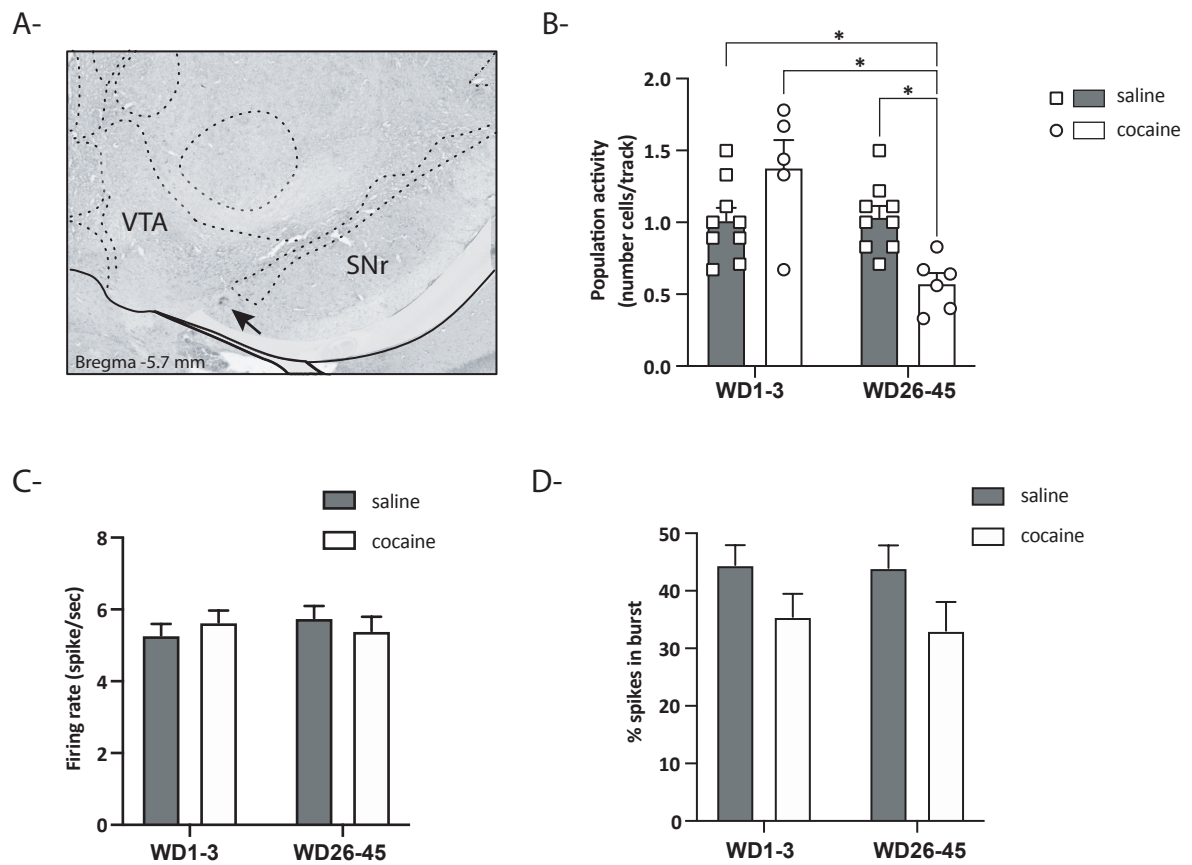 A-
VTA
SNr
Bregma -5.7 mm
B-
*
*
*
Population activity
(number cells/track)
2.0
1.5
1.0
0.5
0.0
WD1-3
WD26-45
saline
cocaine
C-
saline
cocaine
Firing rate (spike/sec)
8
6
4
2
0
WD1-3
WD26-45
D-
saline
cocaine
% spikes in burst
50
40
30
20
10
0
WD1-3
WD26-45